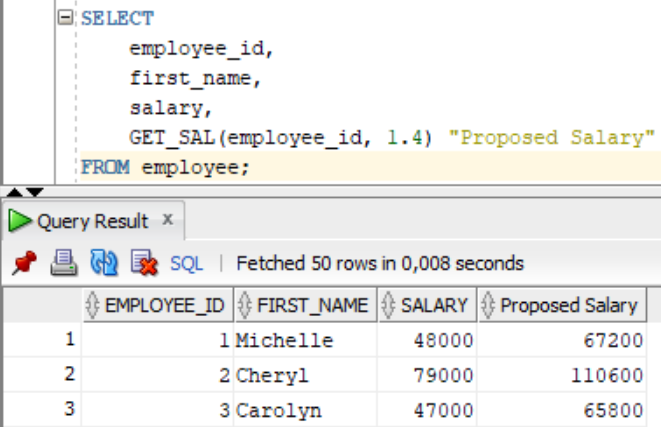 SELECT
employee_id,
first_name,
salary,
GET_SAL(employee_id, 1.4) "Proposed Salary"
FROM employee;
Query Result x
SQL | Fetched 50 rows in 0,008 seconds
EMPLOYEE_ID FIRST_NAME SALARY Proposed Salary
1 1 Michelle 48000 67200
2 2 Cheryl 79000 110600
3 3 Carolyn 47000 65800